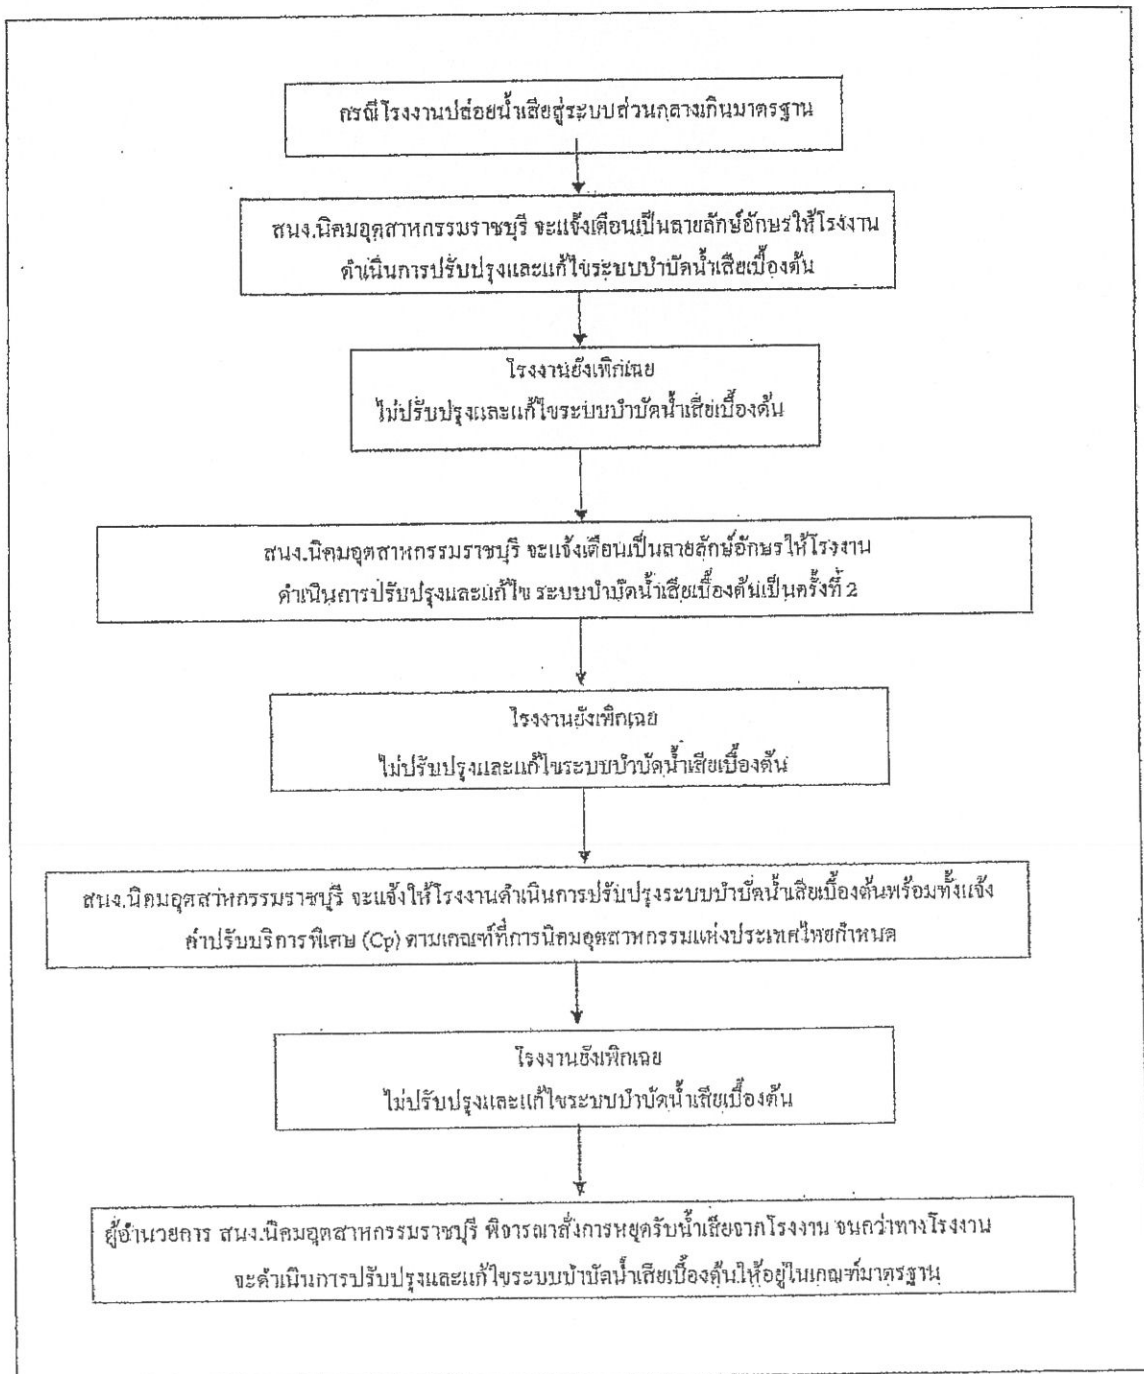 กรณีโรงงานปล่อยน้ำเสียสู่ระบบส่วนกลางเกินมาตรฐาน
สนง.นิคมอุตสาหกรรมราชบุรี จะแจ้งเตือนเป็นลายลักษ์อักษรให้โรงงาน
ดำเนินการปรับปรุงและแก้ไขระบบบำบัดน้ำเสียเบื้องต้น
โรงงานยังเพิกเฉย
ไม่ปรับปรุงและแก้ไขระบบบำบัดน้ำเสียเบื้องต้น
สนง.นิคมอุตสาหกรรมราชบุรี จะแจ้งเตือนเป็นลายลักษ์อักษรให้โรงงาน
ดำเนินการปรับปรุงและแก้ไข ระบบบำบัดน้ำเสียเบื้องต้นเป็นครั้งที่ 2
โรงงานยังเพิกเฉย
ไม่ปรับปรุงและแก้ไขระบบบำบัดน้ำเสียเบื้องต้น
สนง.นิคมอุตสาหกรรมราชบุรี จะแจ้งให้โรงงานดำเนินการปรับปรุงระบบบำบัดน้ำเสียเบื้องต้นพร้อมทั้งแจ้ง
ค่าปรับบริการพิเศษ (Cp) ตามเกณฑ์ที่การนิคมอุตสาหกรรมแห่งประเทศไทยกำหนด
โรงงานยังเพิกเฉย
ไม่ปรับปรุงและแก้ไขระบบบำบัดน้ำเสียเบื้องต้น
ผู้อำนวยการ สนง.นิคมอุตสาหกรรมราชบุรี พิจารณาสั่งการหยุดรับน้ำเสียจากโรงงาน จนกว่าทางโรงงาน
จะดำเนินการปรับปรุงและแก้ไขระบบบำบัดน้ำเสียเบื้องต้นให้อยู่ในเกณฑ์มาตรฐาน